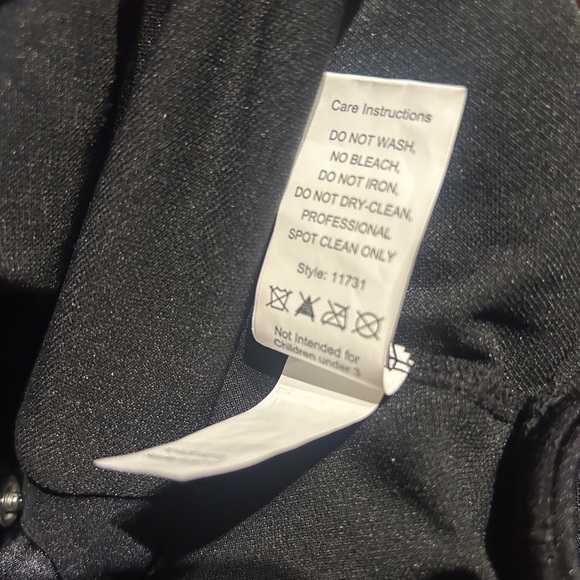 Care Instructions
DO NOT WASH,
NO BLEACH,
DO NOT IRON,
DO NOT DRY-CLEAN,
PROFESSIONAL
SPOT CLEAN ONLY
Style: 11731
Not Intended for
Children under 3